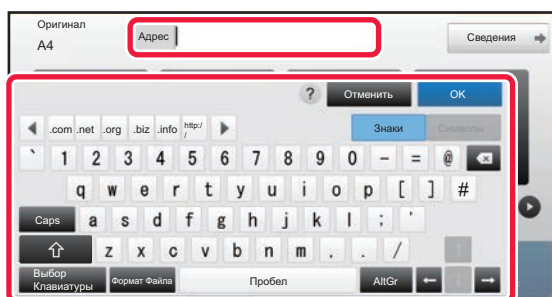 Оригинал
A4
Адрес
Сведения
? Отменить OK
.com .net .org .biz .info http:/
/
Знаки Символы
` 1 2 3 4 5 6 7 8 9 0 - = @
q w e r t y u i o p [ ] #
Caps a s d f g h j k l ; '
z x c v b n m . . /
Выбор
Клавиатуры
Формат Файла Пробел AltGr